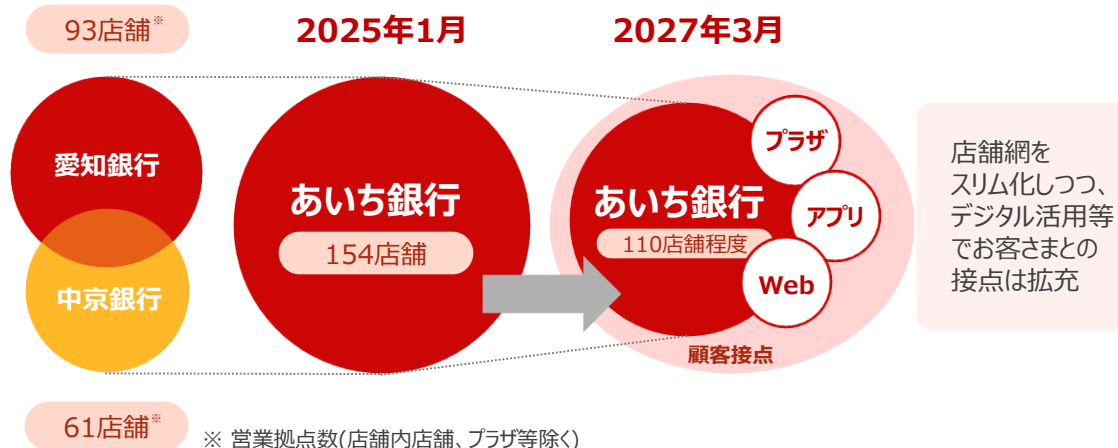 93店舗※
2025年1月
2027年3月
愛知銀行
中京銀行
あいち銀行
154店舗
あいち銀行
110店舗程度
プラザ
アプリ
Web
顧客接点
店舗網を
スリム化しつつ、
デジタル活用等
でお客さまとの
接点は拡充
61店舗※
※ 営業拠点数(店舗内店舗、プラザ等除く)